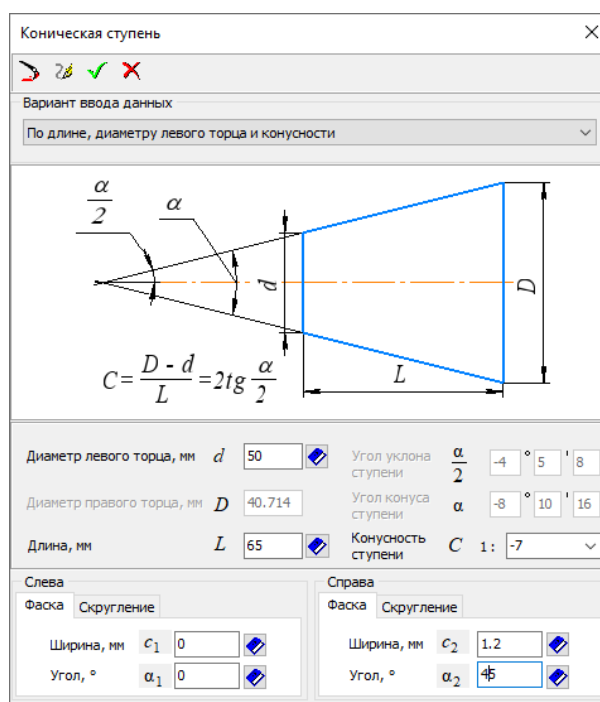 Коническая ступень
Вариант ввода данных
По длине, диаметру левого торца и конусности
α
2
α
d
D
L
C = D - d / L = 2tg α / 2
Диаметр левого торца, мм d 50
Угол уклона ступени α/2 -4 ° 5 ' 8
Диаметр правого торца, мм D 40.714
Угол конуса ступени α -8 ° 10 ' 16
Длина, мм L 65
Конусность ступени C 1: -7
Слева
Фаска Скругление
Ширина, мм c1 0
Угол, ° α1 0
Справа
Фаска Скругление
Ширина, мм c2 1.2
Угол, ° α2 45